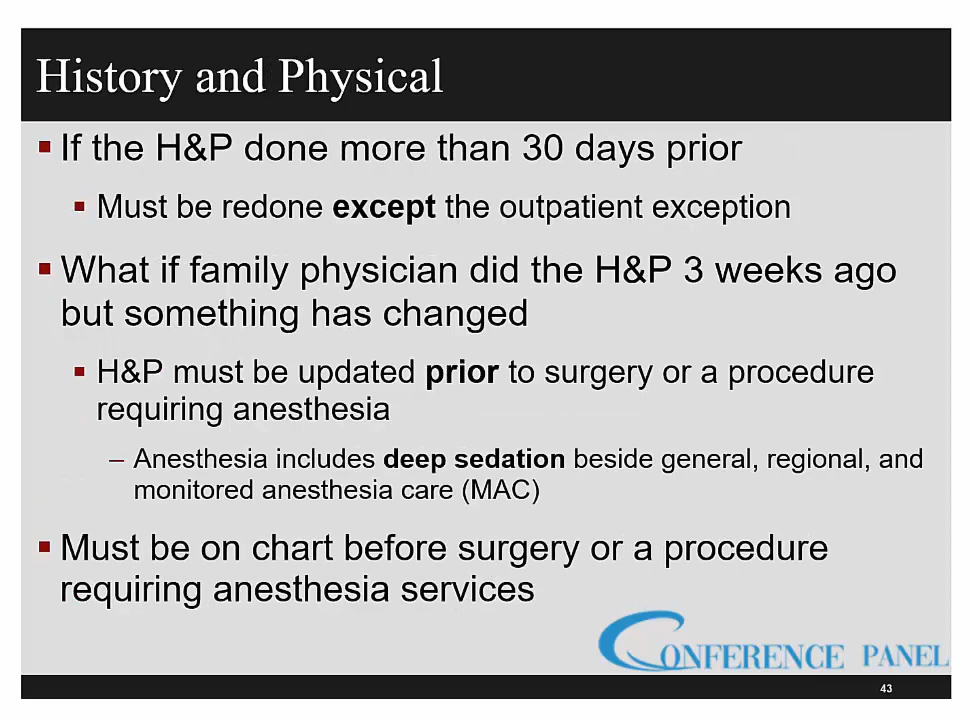 History and Physical
If the H&P done more than 30 days prior
Must be redone except the outpatient exception
What if family physician did the H&P 3 weeks ago
but something has changed
H&P must be updated prior to surgery or a procedure
requiring anesthesia
– Anesthesia includes deep sedation beside general, regional, and
monitored anesthesia care (MAC)
Must be on chart before surgery or a procedure
requiring anesthesia services
CONFERENCE PANEL
43